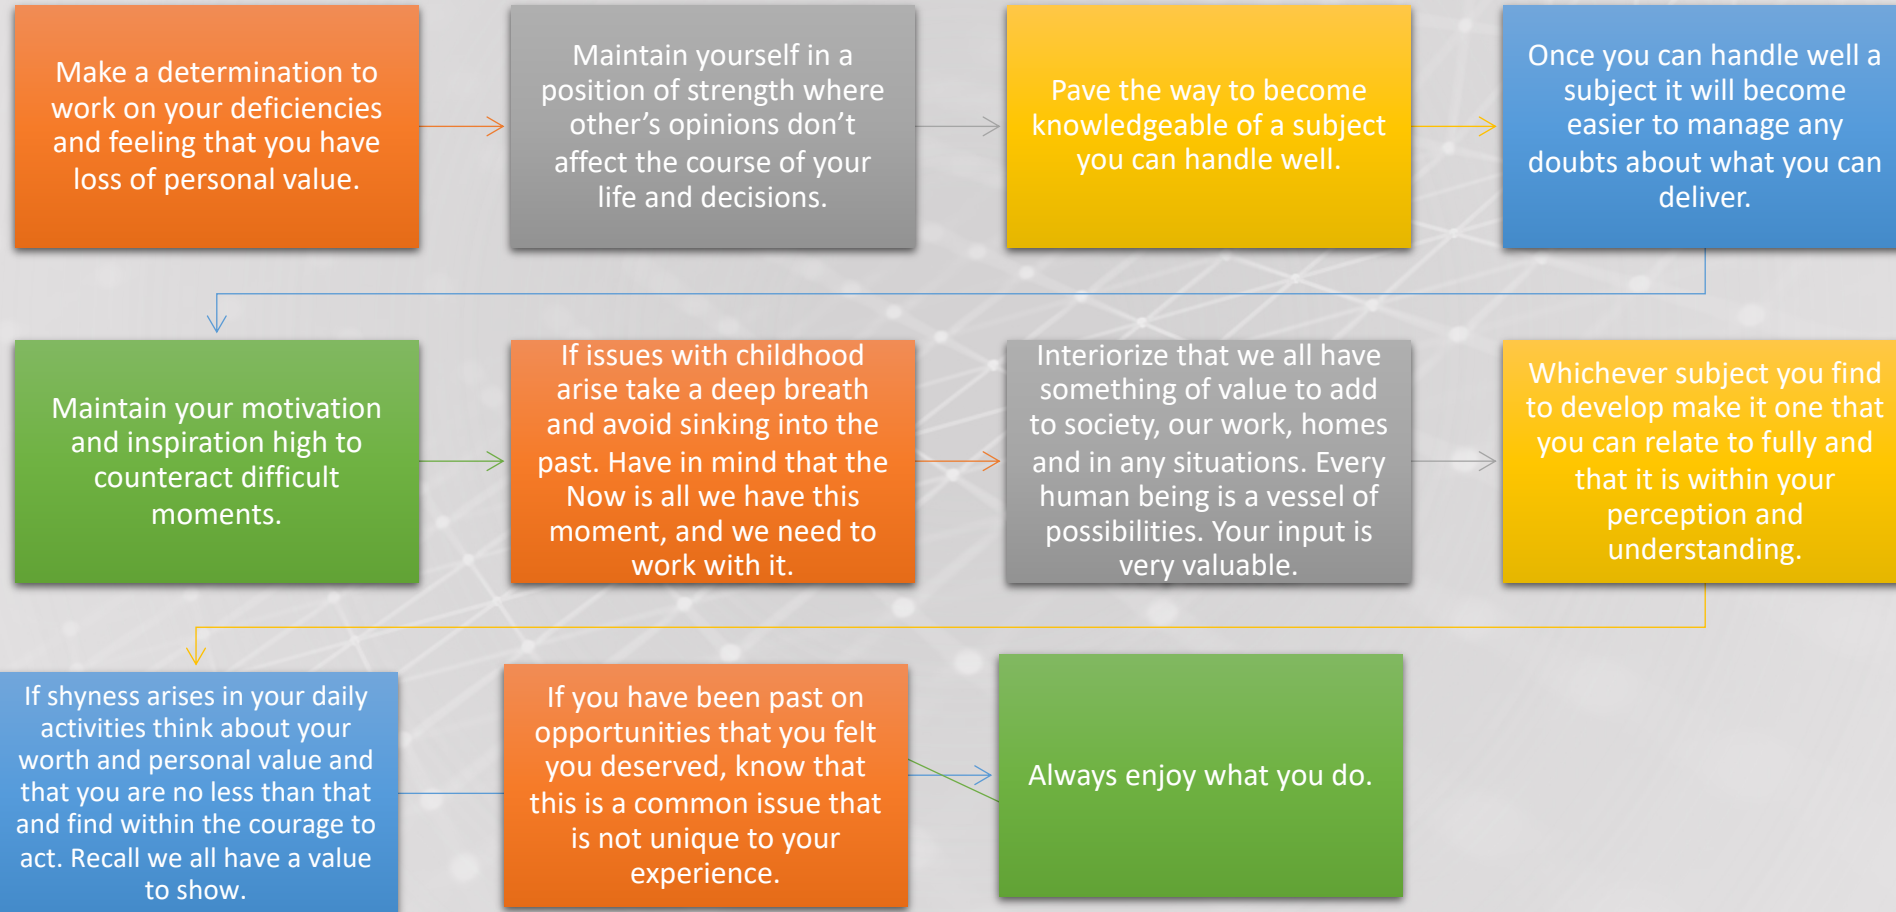 Make a determination to
work on your deficiencies
and feeling that you have
loss of personal value.
Maintain yourself in a
position of strength where
other’s opinions don’t
affect the course of your
life and decisions.
Pave the way to become
knowledgeable of a subject
you can handle well.
Once you can handle well a
subject it will become
easier to manage any
doubts about what you can
deliver.
Maintain your motivation
and inspiration high to
counteract difficult
moments.
If issues with childhood
arise take a deep breath
and avoid sinking into the
past. Have in mind that the
Now is all we have this
moment, and we need to
work with it.
Interiorize that we all have
something of value to add
to society, our work, homes
and in any situations. Every
human being is a vessel of
possibilities. Your input is
very valuable.
Whichever subject you find
to develop make it one that
you can relate to fully and
that it is within your
perception and
understanding.
If shyness arises in your daily
activities think about your
worth and personal value and
that you are no less than that
and find within the courage to
act. Recall we all have a value
to show.
If you have been past on
opportunities that you felt
you deserved, know that
this is a common issue that
is not unique to your
experience.
Always enjoy what you do.